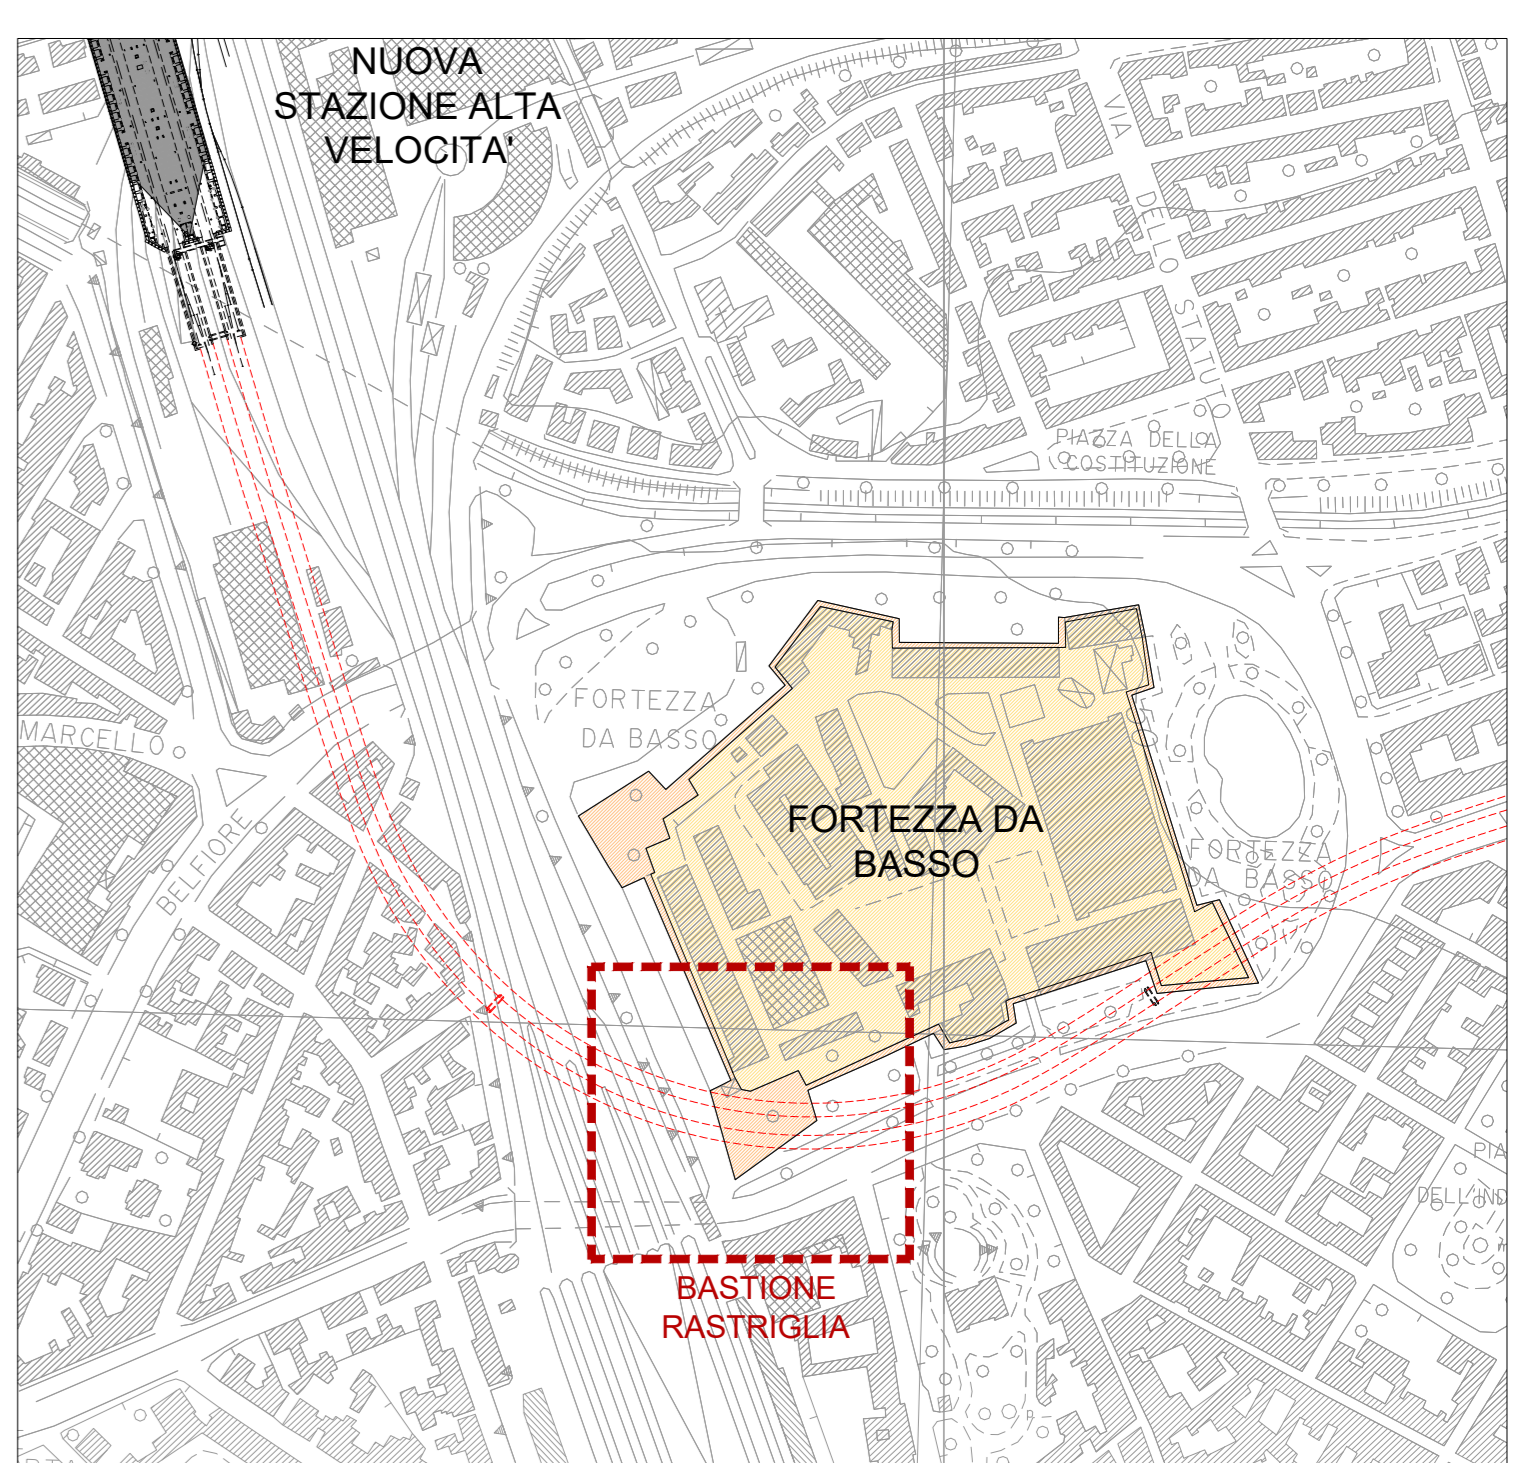 NUOVA
STAZIONE ALTA
VELOCITA'
VIA
DELLO
STATUTO
PIAZZA DELLA
COSTITUZIONE
FORTEZZA
DA BASSO
MARCELLO
BELFIORE
FORTEZZA DA
BASSO
FORTEZZA
DA BASSO
BASTIONE
RASTRIGLIA
PIA
DELL'IND